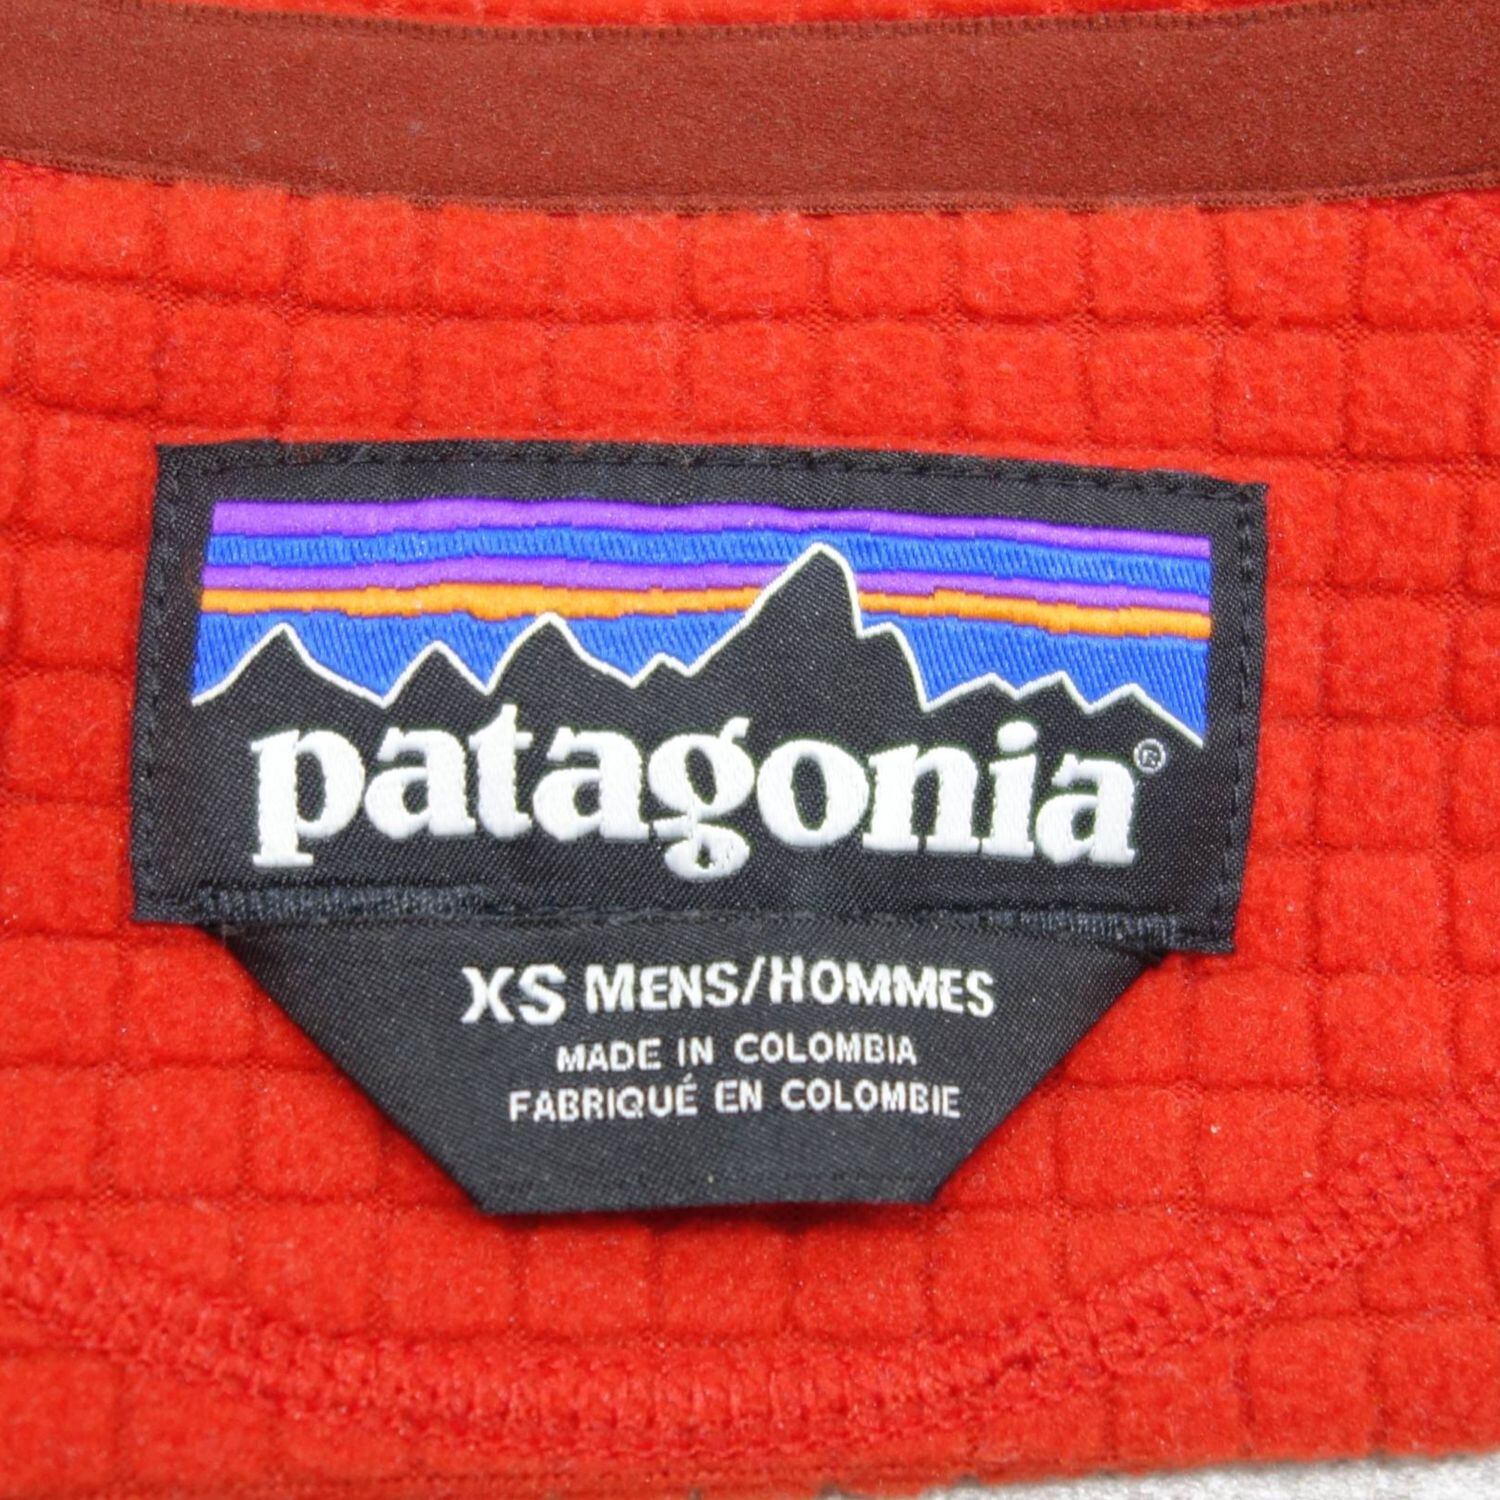 patagonia®
XS MENS/HOMMES
MADE IN COLOMBIA
FABRIQUÉ EN COLOMBIE